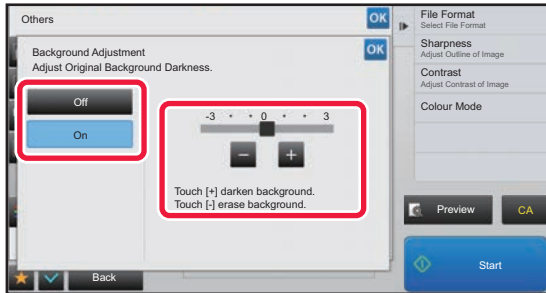 Others
OK
Background Adjustment
Adjust Original Background Darkness.
OK
Off
On
-3 • • 0 • • 3
- +
Touch [+] darken background.
Touch [-] erase background.
Back
File Format
Select File Format
Sharpness
Adjust Outline of Image
Contrast
Adjust Contrast of Image
Colour Mode
Preview
CA
Start